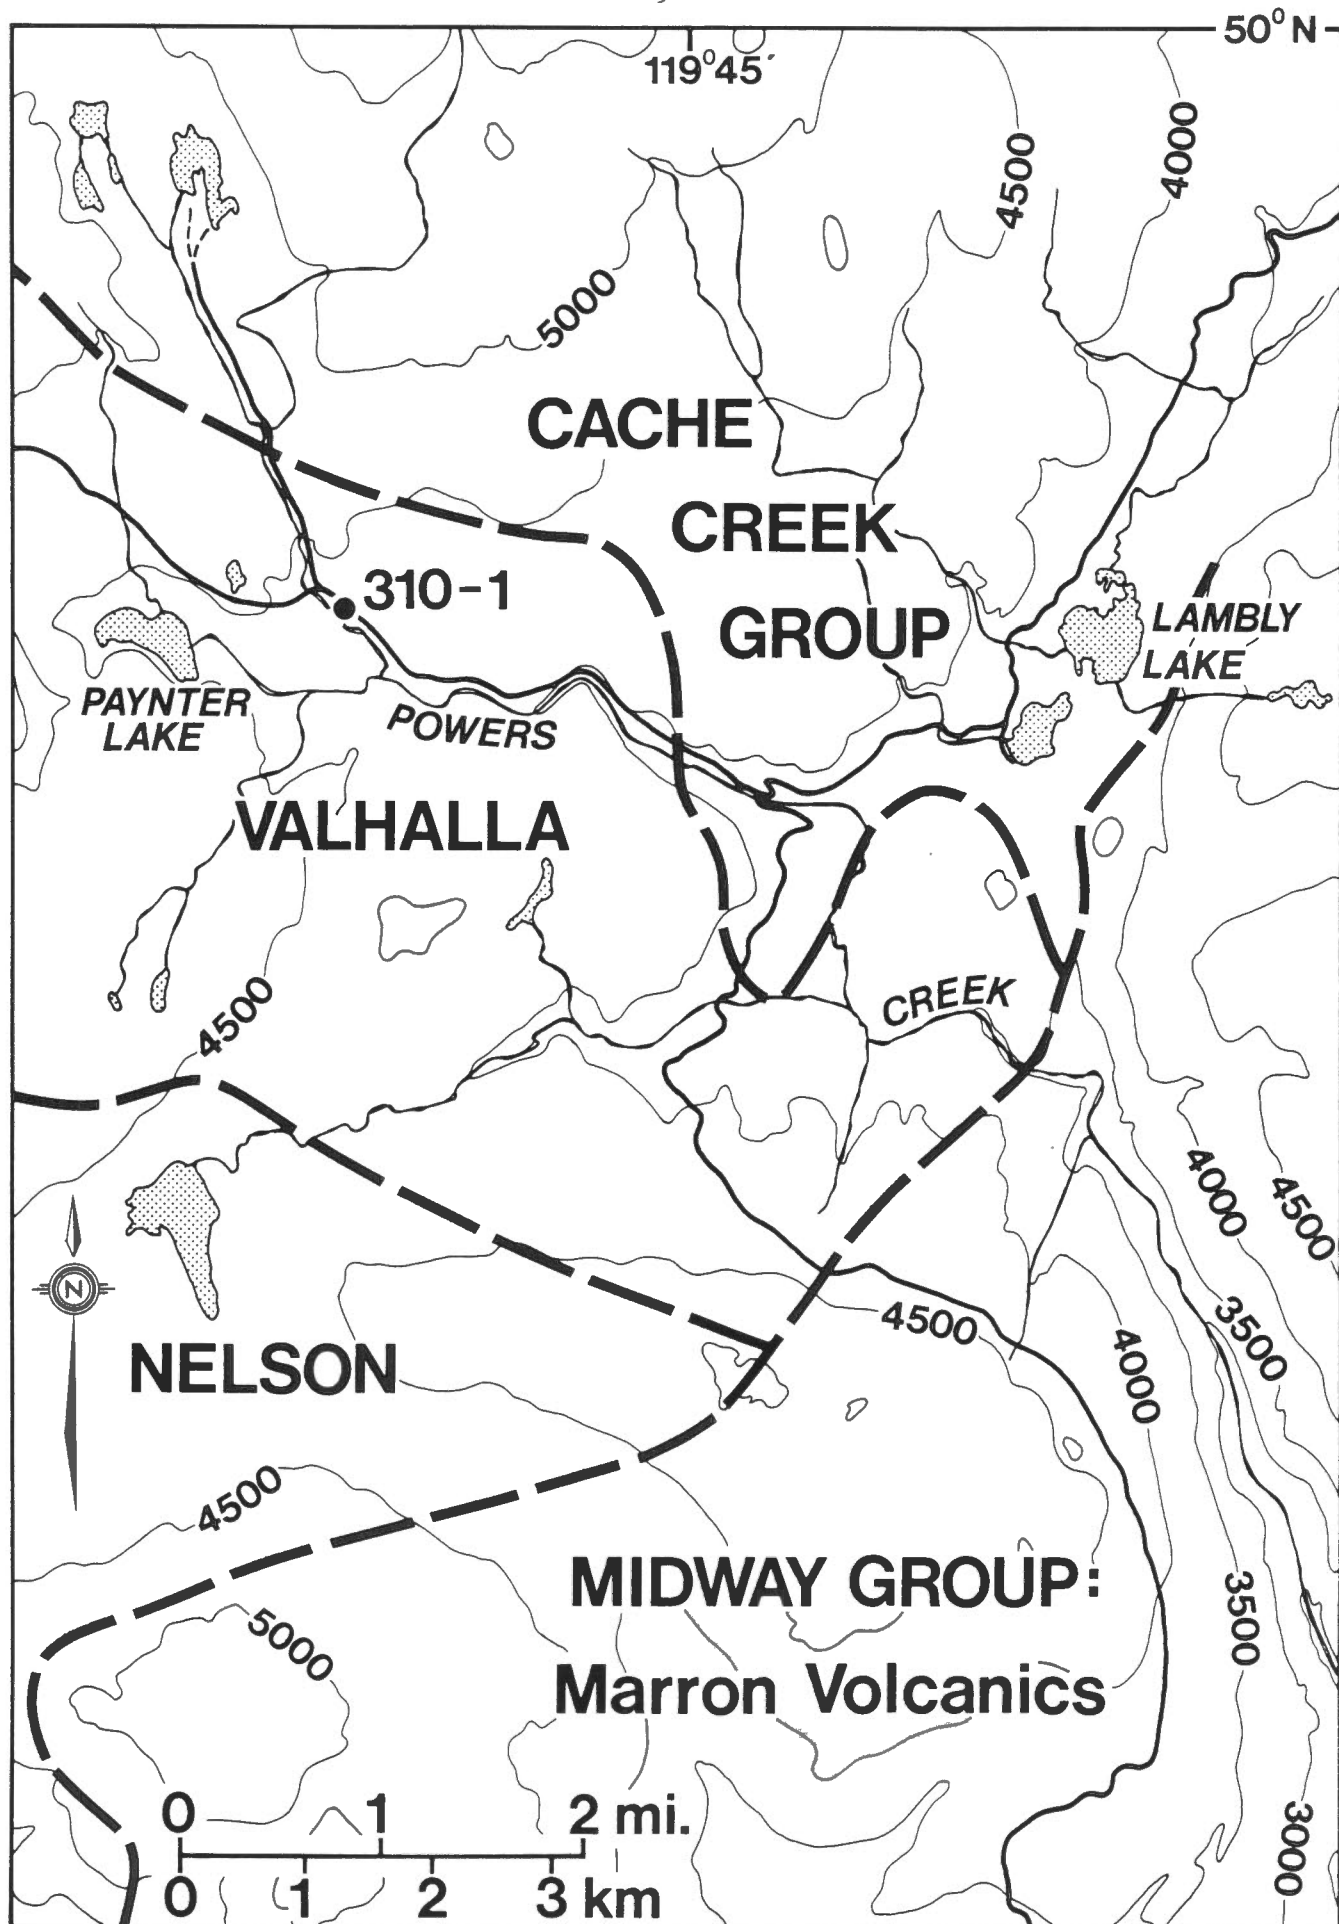 50° N
119°45´
4500
4000
5000
CACHE
CREEK
GROUP
310-1
LAMBLY
LAKE
PAYNTER
LAKE
POWERS
VALHALLA
CREEK
4500
4000
4500
3500
4500
4000
N
NELSON
4500
MIDWAY GROUP:
3500
5000
Marron Volcanics
3000
0 1 2 mi.
0 1 2 3 km